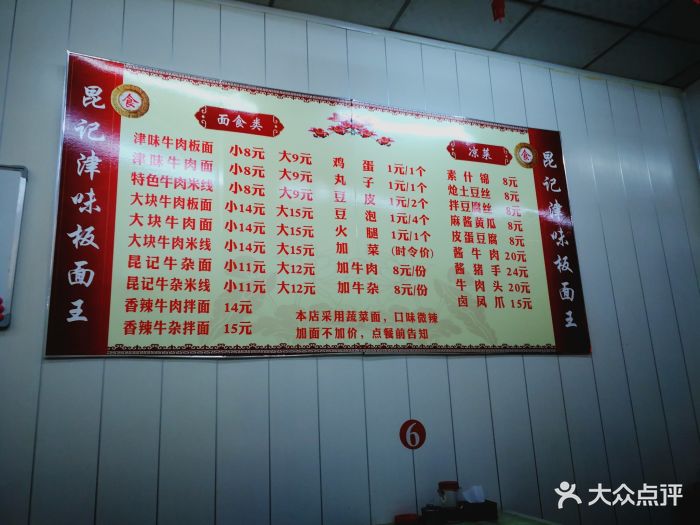 昆记津味板面王
食
面食类
津味牛肉板面 小8元 大9元
津味牛肉面 小8元 大9元
特色牛肉米线 小8元 大9元
大块牛肉板面 小14元 大15元
大块牛肉面 小14元 大15元
大块牛肉米线 小14元 大15元
昆记牛杂面 小11元 大12元
昆记牛杂米线 小11元 大12元
香辣牛肉拌面 14元
香辣牛杂拌面 15元
鸡蛋 1元/1个
丸子 1元/1个
豆皮 1元/2个
豆泡 1元/4个
火腿 1元/1个
加菜 (时令价)
加牛肉 8元/份
加牛杂 8元/份
凉菜
素什锦 8元
炝土豆丝 8元
拌豆腐丝 8元
麻酱黄瓜 8元
皮蛋豆腐 8元
酱牛肉 20元
酱猪手 24元
牛肉头 20元
卤凤爪 15元
本店采用蔬菜面，口味微辣
加面不加价，点餐前告知
食
昆记津味板面王
6
大众点评